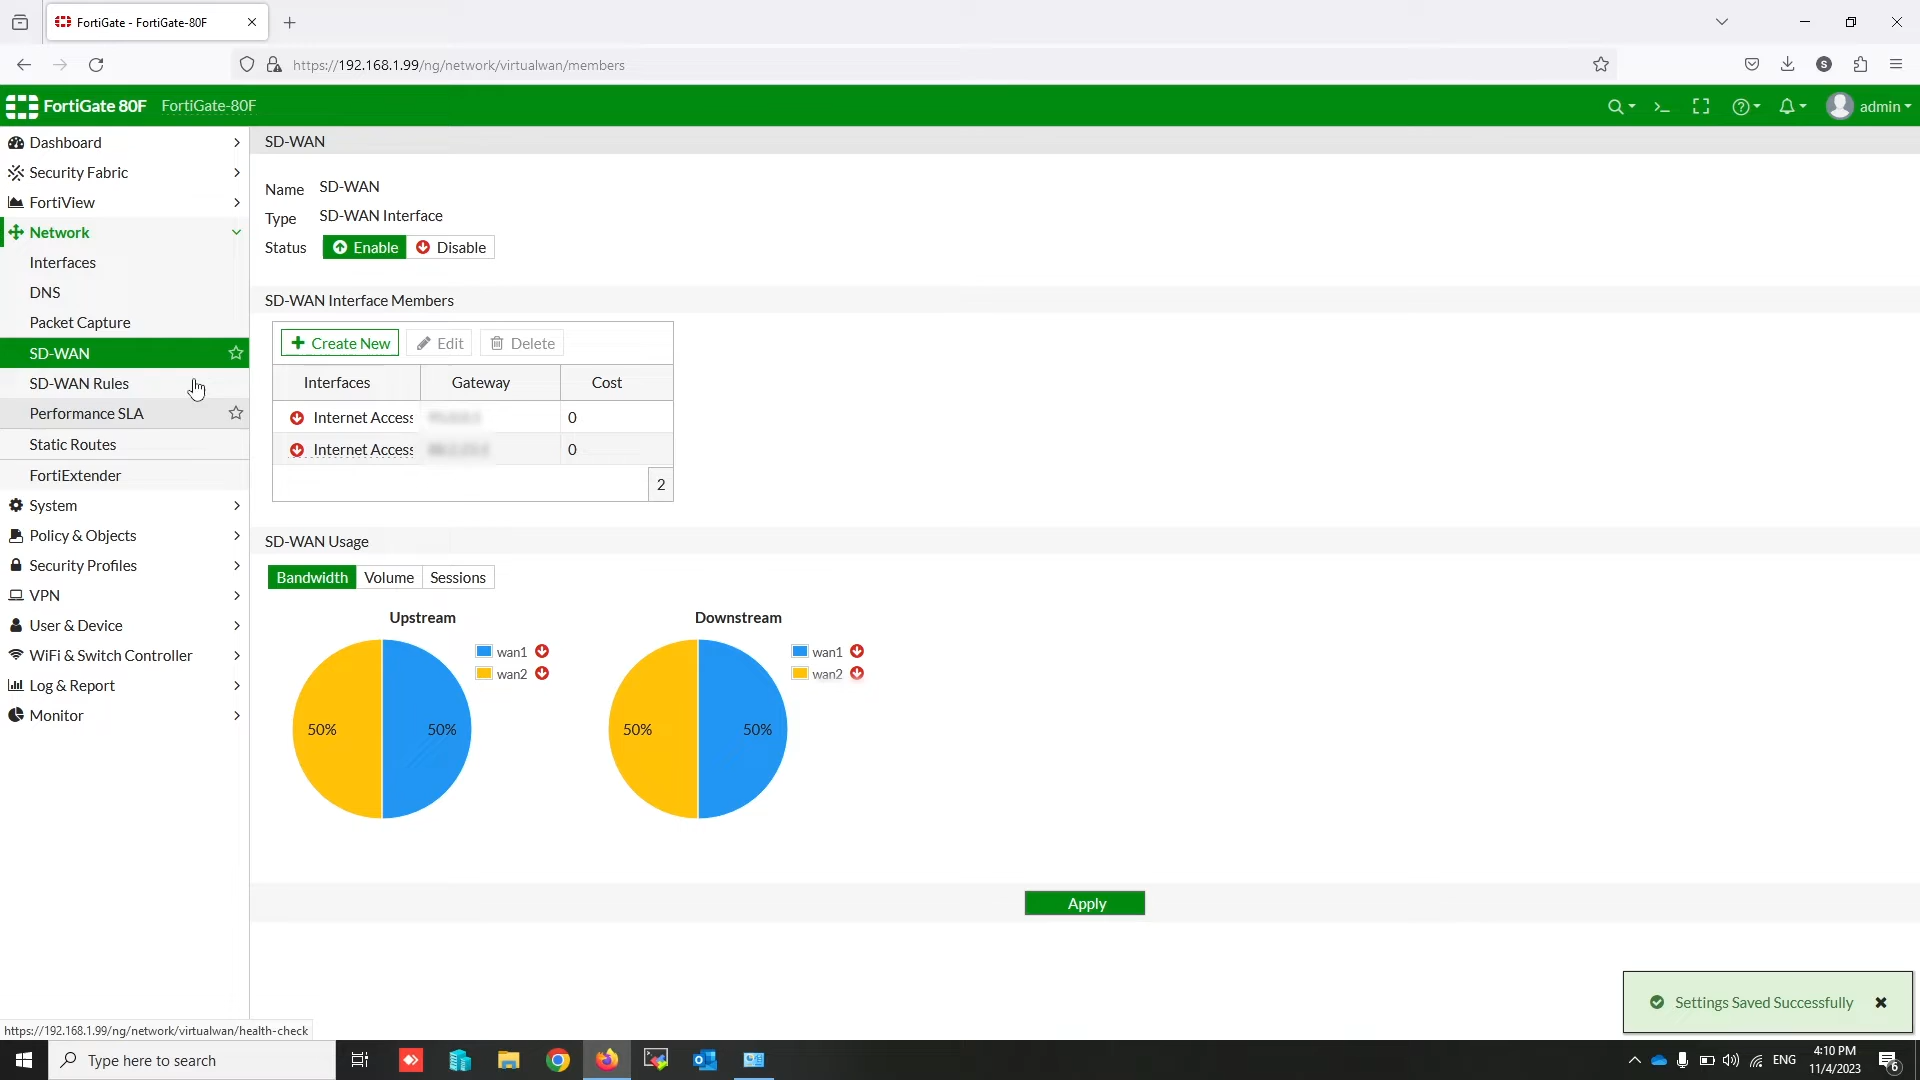 FortiGate - FortiGate-80F
https://192.168.1.99/ng/network/virtualwan/members
S
FortiGate 80F FortiGate-80F
admin
Dashboard
Security Fabric
FortiView
Network
Interfaces
DNS
Packet Capture
SD-WAN
SD-WAN Rules
Performance SLA
Static Routes
FortiExtender
System
Policy & Objects
Security Profiles
VPN
User & Device
WiFi & Switch Controller
Log & Report
Monitor
SD-WAN
Name SD-WAN
Type SD-WAN Interface
Status Enable Disable
SD-WAN Interface Members
Create New Edit Delete
Interfaces Gateway Cost
Internet Access 0
Internet Access 0
2
SD-WAN Usage
Bandwidth Volume Sessions
Upstream
wan1
wan2
50% 50%
Downstream
wan1
wan2
50% 50%
Apply
Settings Saved Successfully
https://192.168.1.99/ng/network/virtualwan/health-check
Type here to search
ENG
4:10 PM
11/4/2023
6